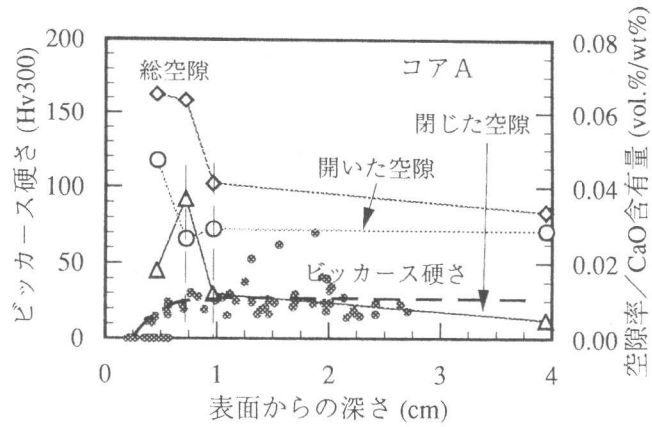 200
150
100
50
0
ビッカース硬さ (Hv300)
総空隙
コアA
閉じた空隙
開いた空隙
ビッカース硬さ
0.08
0.06
0.04
0.02
0.00
空隙率／CaO含有量 (vol.%/wt%)
0 1 2 3 4
表面からの深さ (cm)